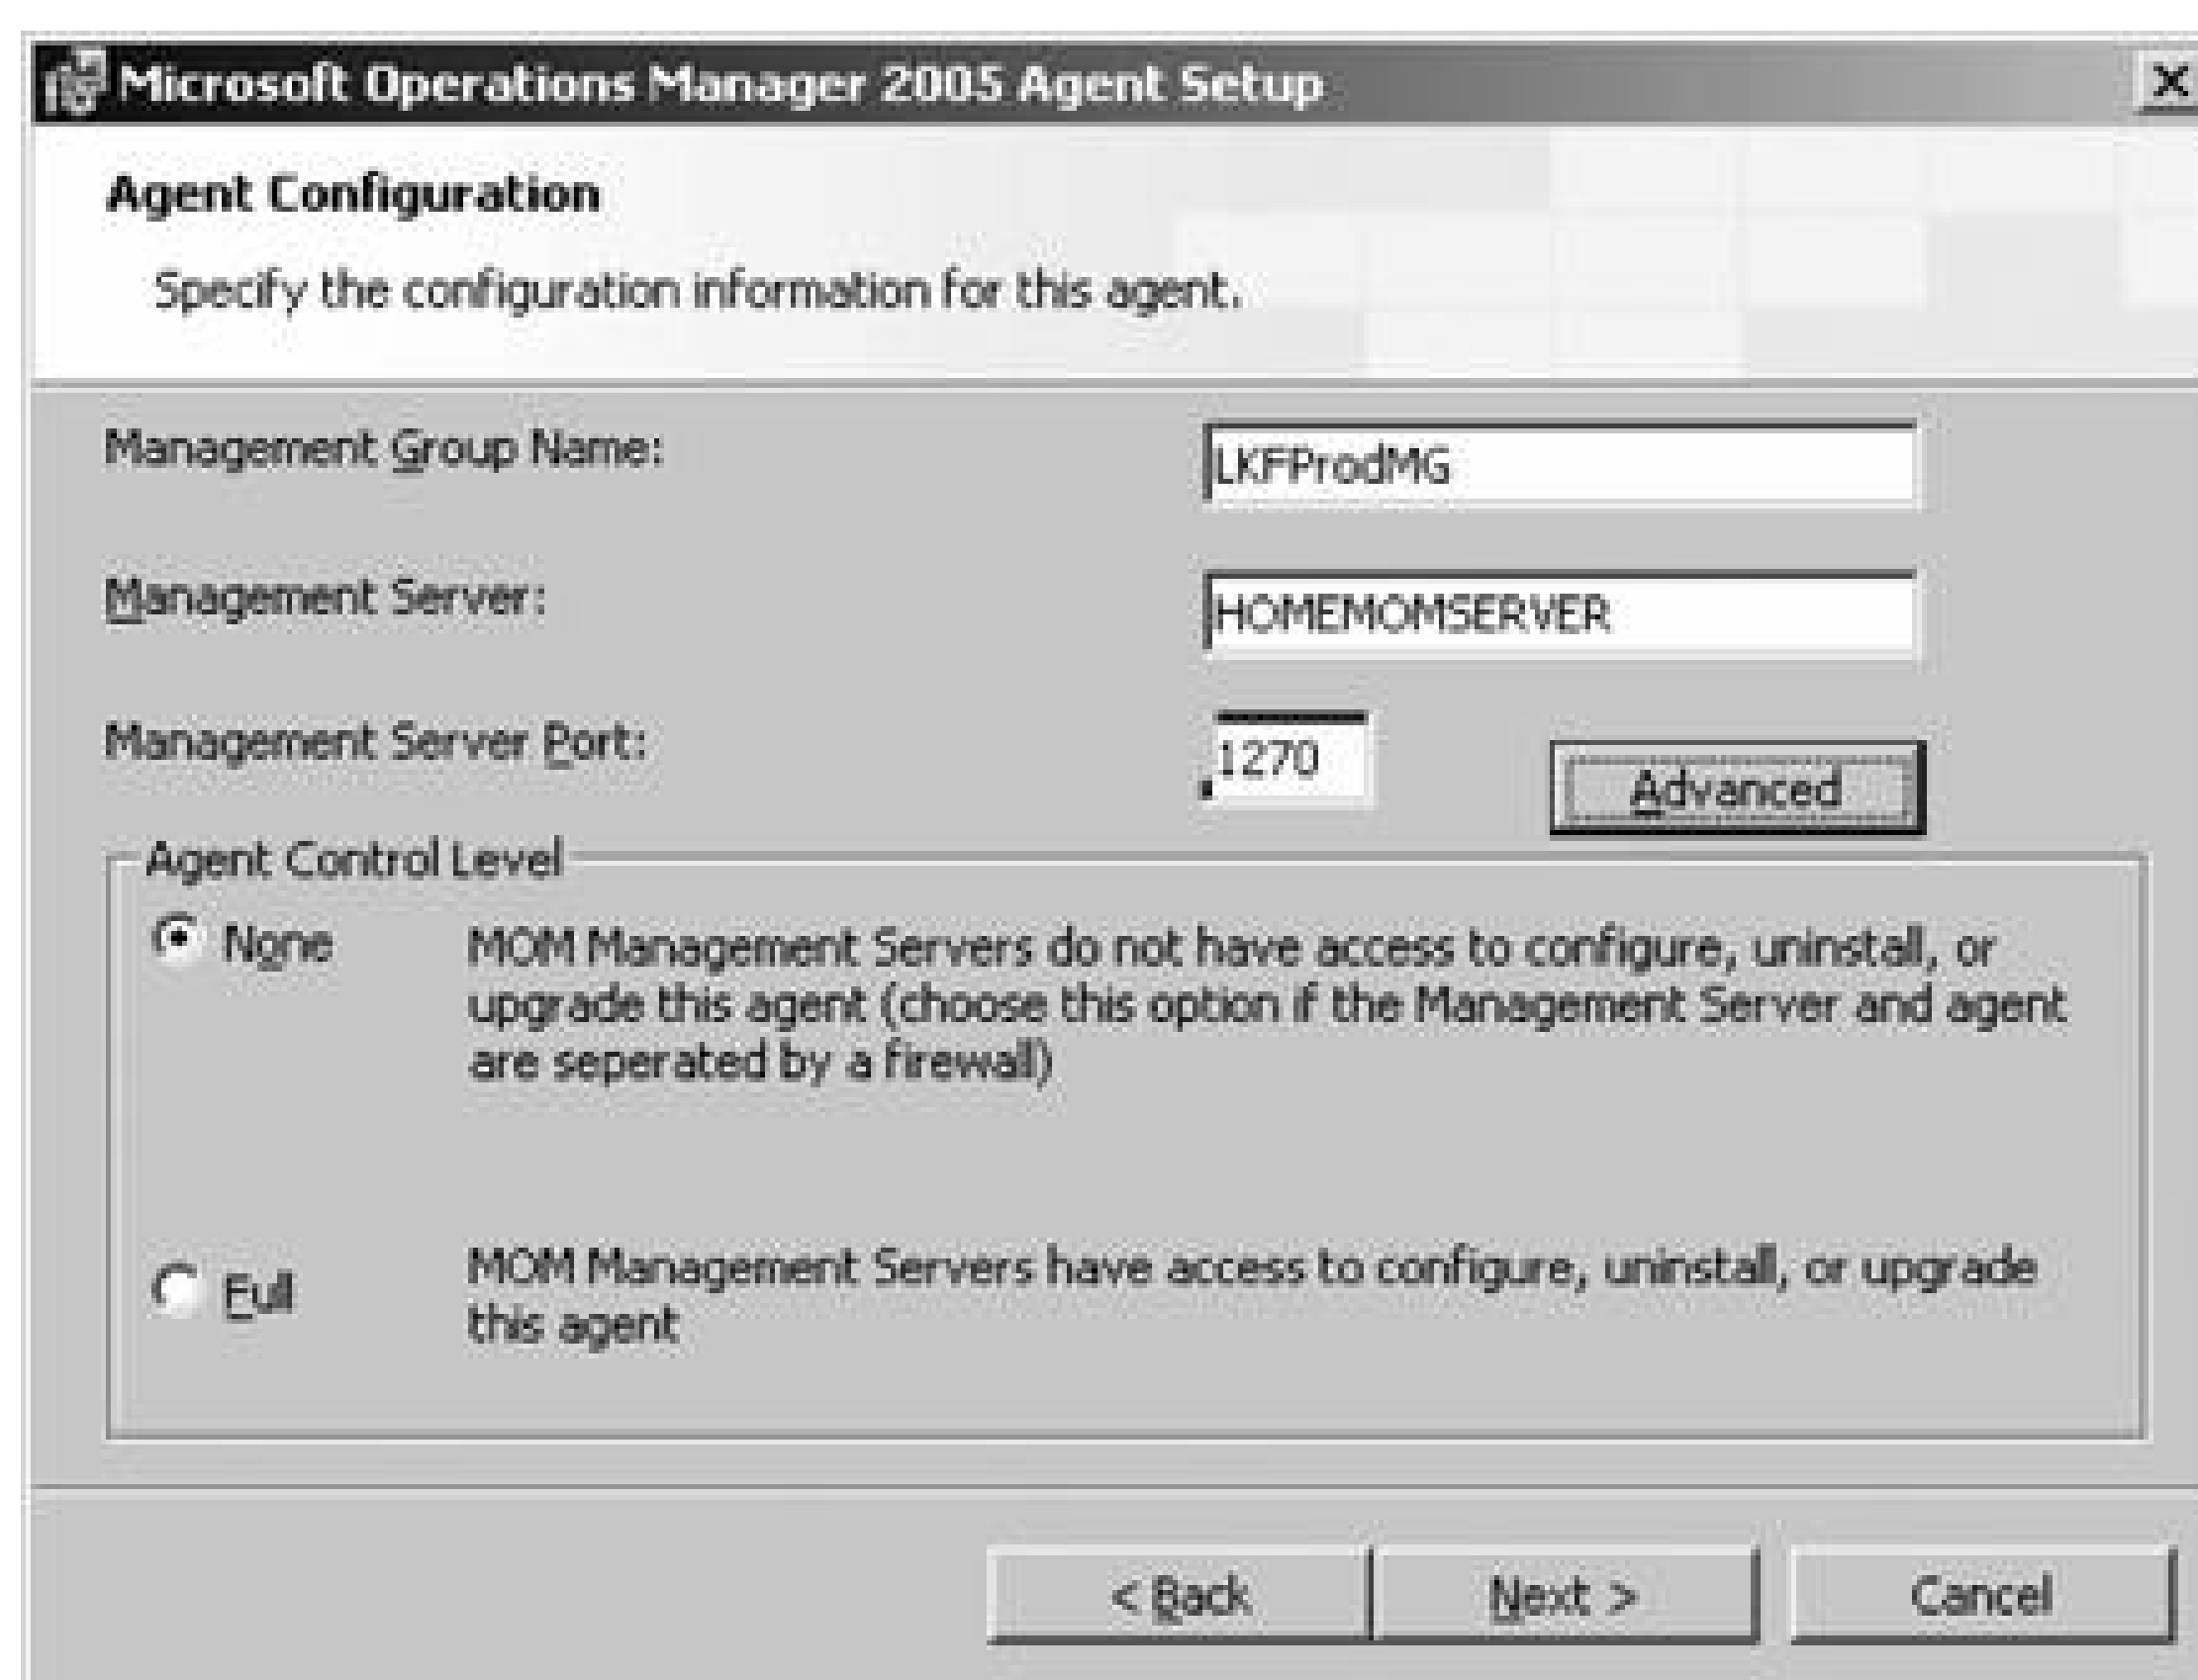 Microsoft Operations Manager 2005 Agent Setup
Agent Configuration
Specify the configuration information for this agent.
Management Group Name:
LKFProdMG
Management Server:
HOMEMOMSERVER
Management Server Port:
1270
Advanced
Agent Control Level
None
MOM Management Servers do not have access to configure, uninstall, or
upgrade this agent (choose this option if the Management Server and agent
are seperated by a firewall)
Full
MOM Management Servers have access to configure, uninstall, or upgrade
this agent
< Back
Next >
Cancel